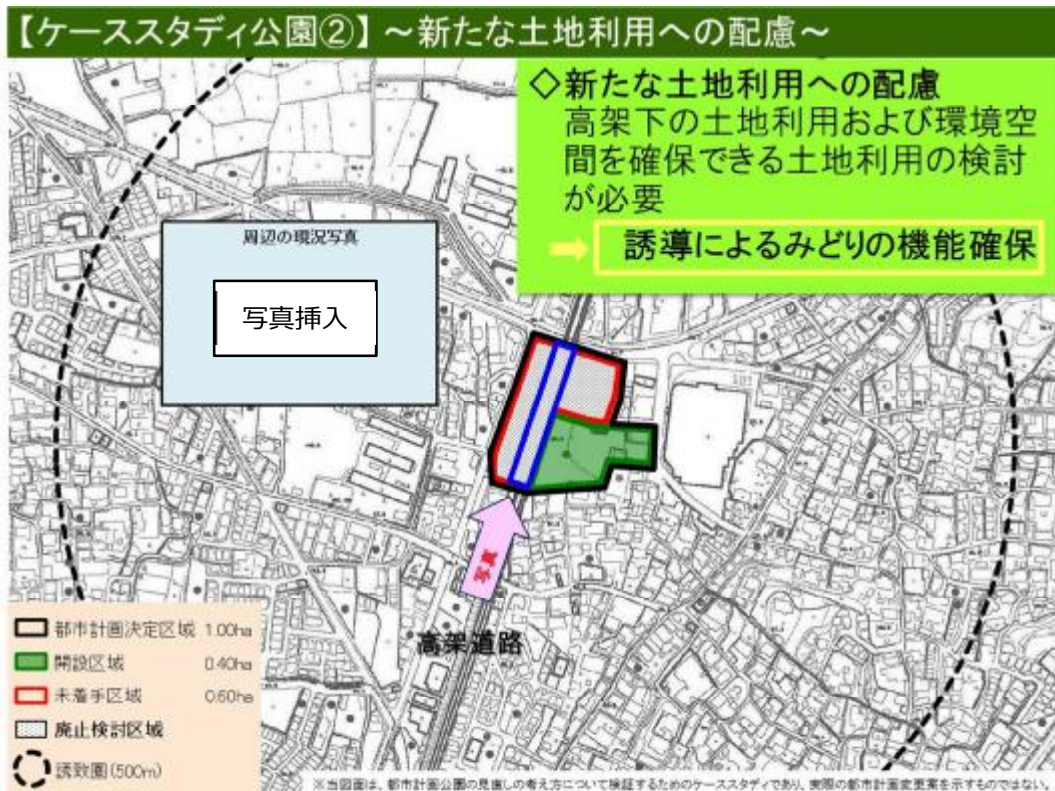 【ケーススタディ公園②】～新たな土地利用への配慮～
◇新たな土地利用への配慮
高架下の土地利用および環境空
間を確保できる土地利用の検討
が必要
誘導によるみどりの機能確保
周辺の現況写真
写真挿入
写真
高架道路
都市計画決定区域 1.00ha
開設区域 0.40ha
未着手区域 0.60ha
廃止検討区域
誘致圏(500m)
※当図面は、都市計画公園の見直しの考え方について検証するためのケーススタディであり、実際の都市計画変更案を示すものではない。